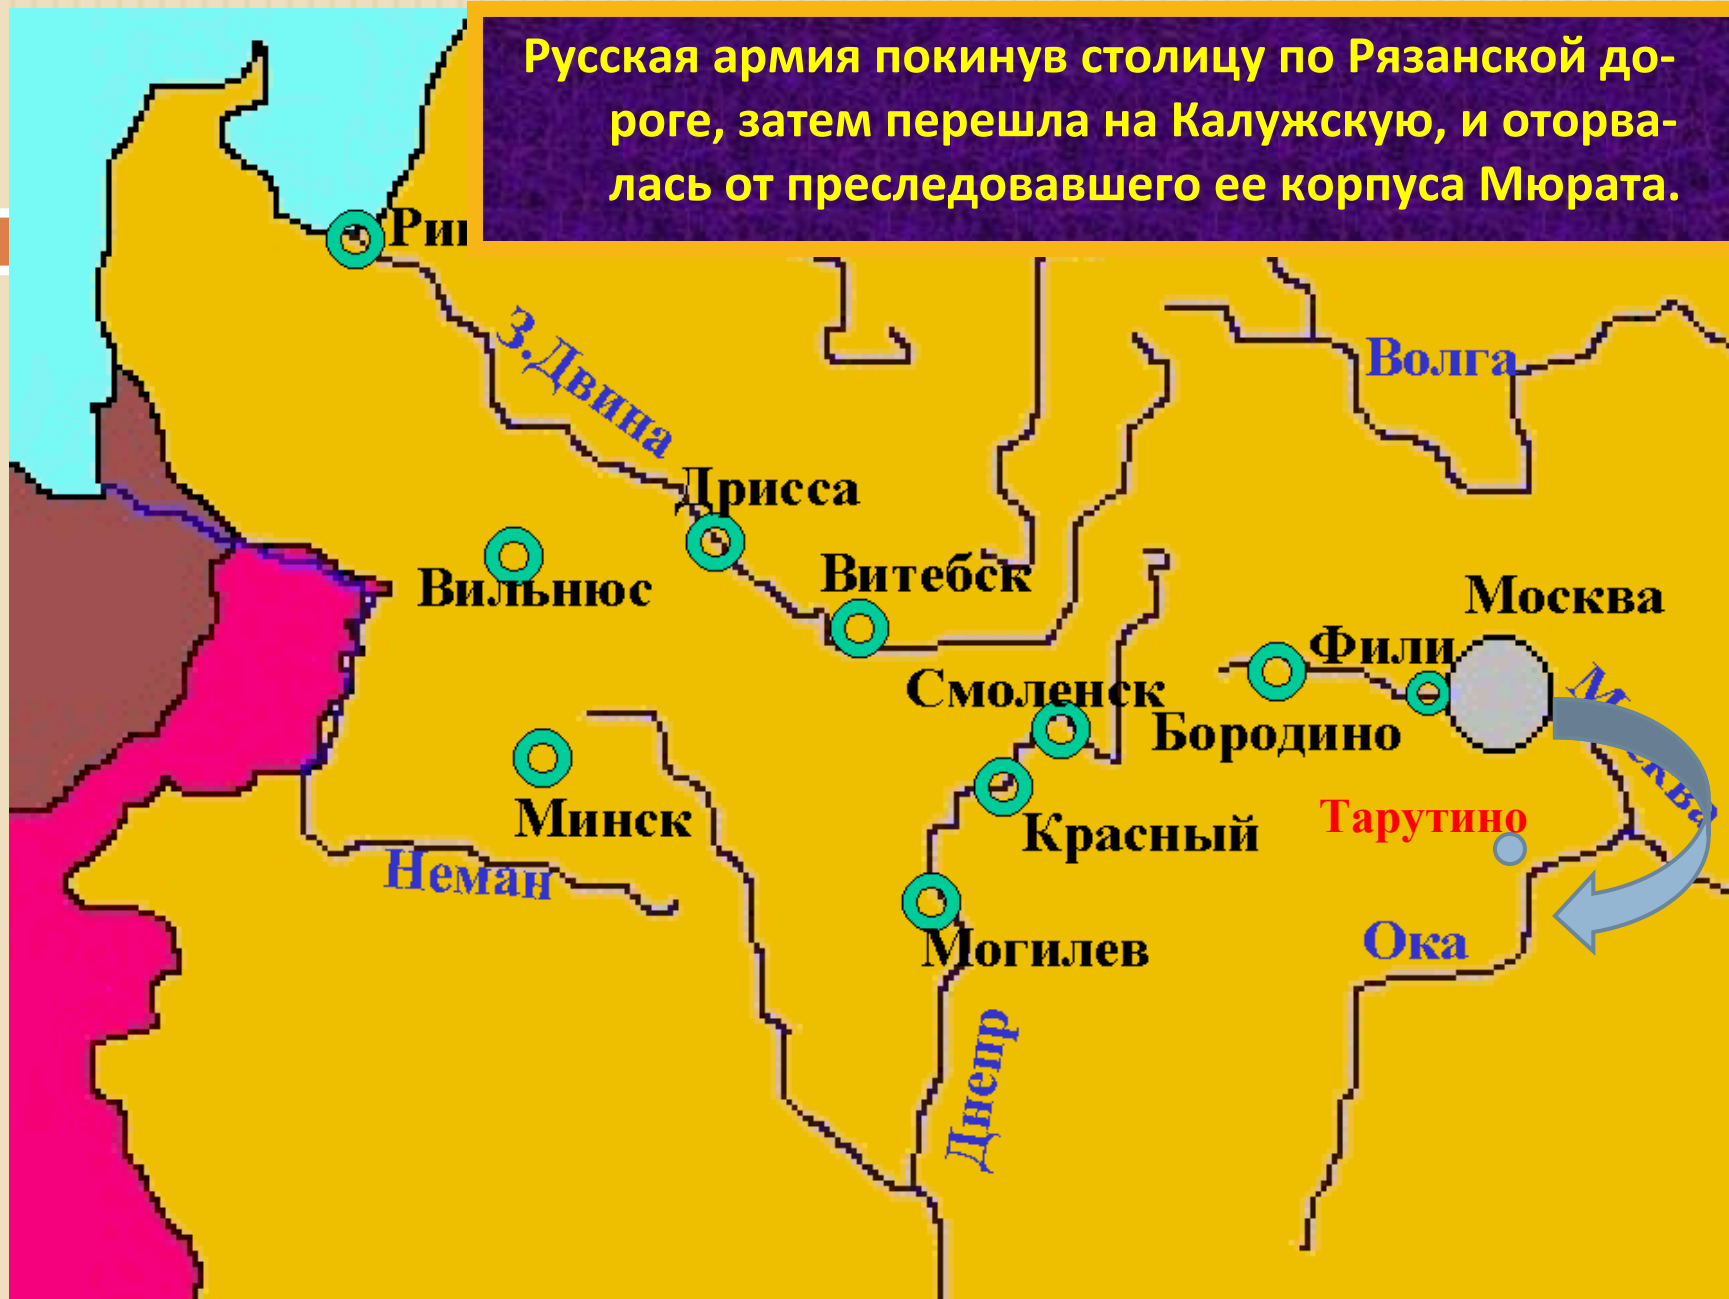 Русская армия покинув столицу по Рязанской до-
роге, затем перешла на Калужскую, и оторва-
лась от преследовавшего ее корпуса Мюрата.
З.Двина
Волга
Дрисса
Витебск
Вильнюс
Москва
Фили
Смоленск
Бородино
Москва
Тарутино
Минск
Красный
Неман
Могилев
Ока
Днепр